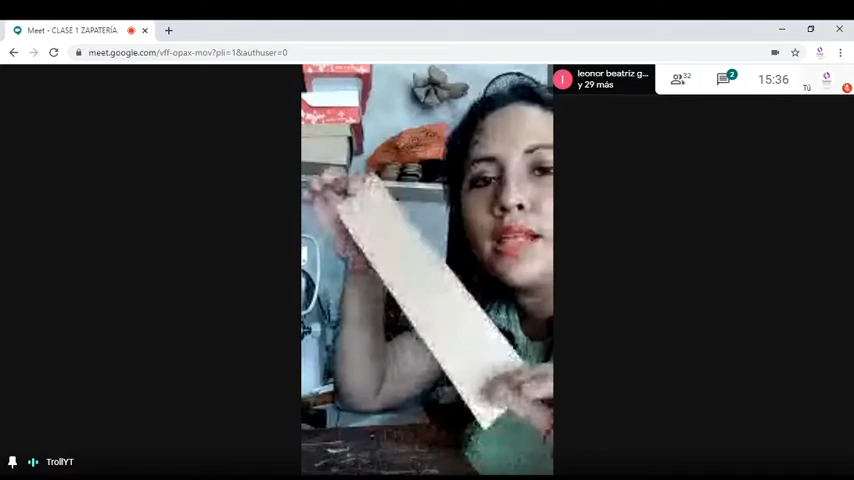 Meet - CLASE 1 ZAPATERÍA
meet.google.com/vff-opax-mov?pli=1&authuser=0
leonor beatriz g...
y 29 más
32
2
15:36
Tú
TrollYT